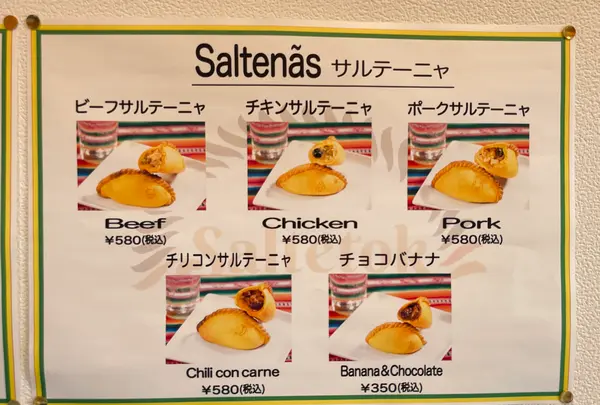 Saltenãs サルテーニャ
ビーフサルテーニャ
チキンサルテーニャ
ポークサルテーニャ
Beef
Chicken
Pork
¥580(税込)
¥580(税込)
¥580(税込)
チリコンサルテーニャ
チョコバナナ
Chili con carne
Banana&Chocolate
¥580(税込)
¥350(税込)